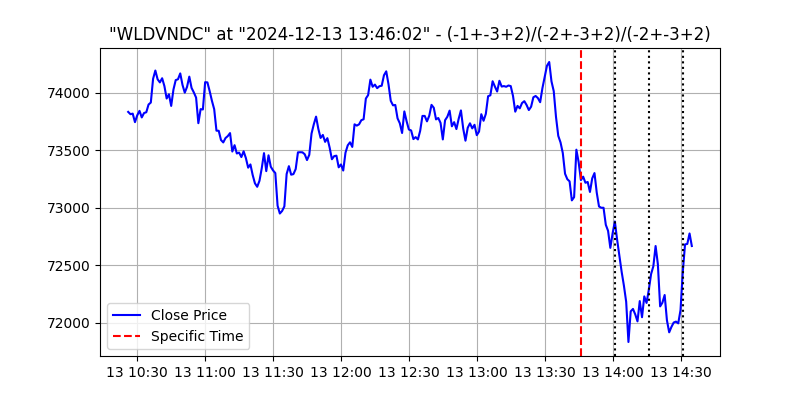 "WLDVNDC" at "2024-12-13 13:46:02" - (-1+-3+2)/(-2+-3+2)/(-2+-3+2)
74000
73500
73000
72500
72000
Close Price
Specific Time
13 10:30 13 11:00 13 11:30 13 12:00 13 12:30 13 13:00 13 13:30 13 14:00 13 14:30